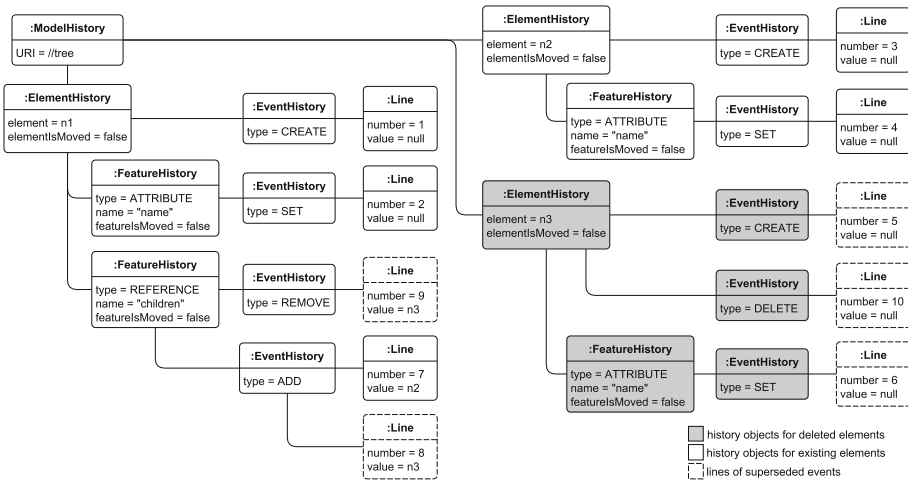 :ModelHistory
URI = //tree
:ElementHistory
element = n1
elementIsMoved = false
:EventHistory
type = CREATE
:Line
number = 1
value = null
:FeatureHistory
type = ATTRIBUTE
name = "name"
featureIsMoved = false
:EventHistory
type = SET
:Line
number = 2
value = null
:FeatureHistory
type = REFERENCE
name = "children"
featureIsMoved = false
:EventHistory
type = REMOVE
:Line
number = 9
value = n3
:EventHistory
type = ADD
:Line
number = 7
value = n2
:Line
number = 8
value = n3
:ElementHistory
element = n2
elementIsMoved = false
:EventHistory
type = CREATE
:Line
number = 3
value = null
:FeatureHistory
type = ATTRIBUTE
name = "name"
featureIsMoved = false
:EventHistory
type = SET
:Line
number = 4
value = null
:ElementHistory
element = n3
elementIsMoved = false
:EventHistory
type = CREATE
:Line
number = 5
value = null
:EventHistory
type = DELETE
:Line
number = 10
value = null
:FeatureHistory
type = ATTRIBUTE
name = "name"
featureIsMoved = false
:EventHistory
type = SET
:Line
number = 6
value = null
history objects for deleted elements
history objects for existing elements
lines of superseded events